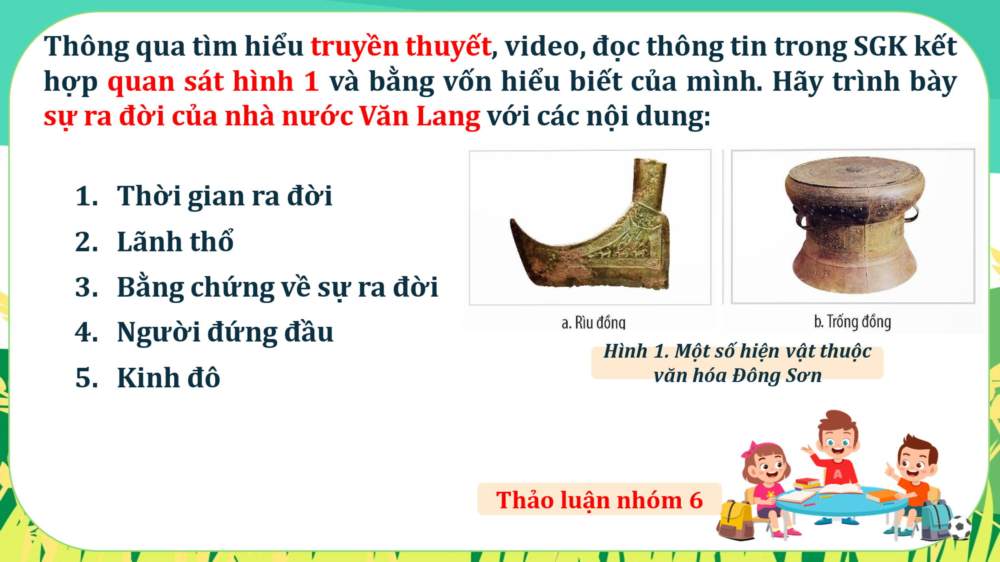 Thông qua tìm hiểu truyền thuyết, video, đọc thông tin trong SGK kết
hợp quan sát hình 1 và bằng vốn hiểu biết của mình. Hãy trình bày
sự ra đời của nhà nước Văn Lang với các nội dung:
1. Thời gian ra đời
2. Lãnh thổ
3. Bằng chứng về sự ra đời
4. Người đứng đầu
5. Kinh đô
a. Rìu đồng
b. Trống đồng
Hình 1. Một số hiện vật thuộc
văn hóa Đông Sơn
Thảo luận nhóm 6
A